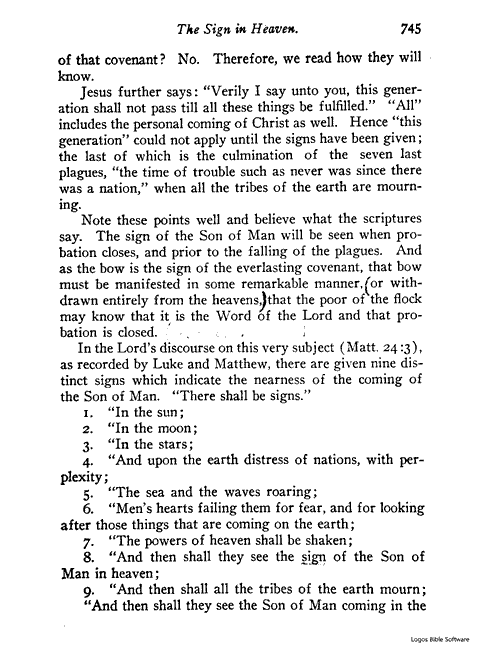 The Sign in Heaven. 745
of that covenant? No. Therefore, we read how they will
know.
Jesus further says: "Verily I say unto you, this gener-
ation shall not pass till all these things be fulfilled." "All"
includes the personal coming of Christ as well. Hence "this
generation" could not apply until the signs have been given;
the last of which is the culmination of the seven last
plagues, "the time of trouble such as never was since there
was a nation," when all the tribes of the earth are mourn-
ing.
Note these points well and believe what the scriptures
say. The sign of the Son of Man will be seen when pro-
bation closes, and prior to the falling of the plagues. And
as the bow is the sign of the everlasting covenant, that bow
must be manifested in some remarkable manner, (or with-
drawn entirely from the heavens,) that the poor of the flock
may know that it is the Word of the Lord and that pro-
bation is closed.
In the Lord's discourse on this very subject (Matt. 24:3),
as recorded by Luke and Matthew, there are given nine dis-
tinct signs which indicate the nearness of the coming of
the Son of Man. "There shall be signs."
1. "In the sun;
2. "In the moon;
3. "In the stars;
4. "And upon the earth distress of nations, with per-
plexity;
5. "The sea and the waves roaring;
6. "Men's hearts failing them for fear, and for looking
after those things that are coming on the earth;
7. "The powers of heaven shall be shaken;
8. "And then shall they see the sign of the Son of
Man in heaven;
9. "And then shall all the tribes of the earth mourn;
"And then shall they see the Son of Man coming in the
Logos Bible Software